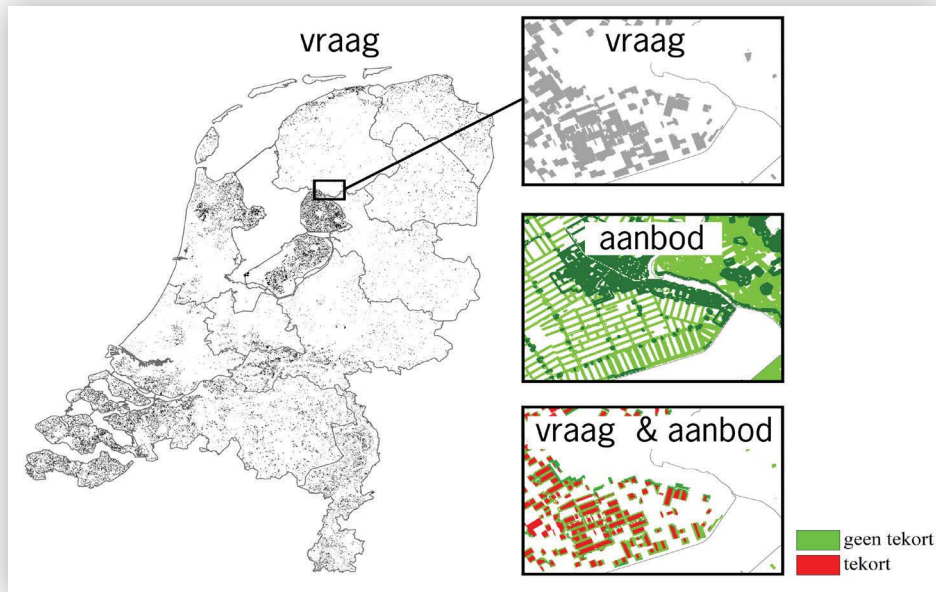 vraag
vraag
aanbod
vraag & aanbod
geen tekort
tekort